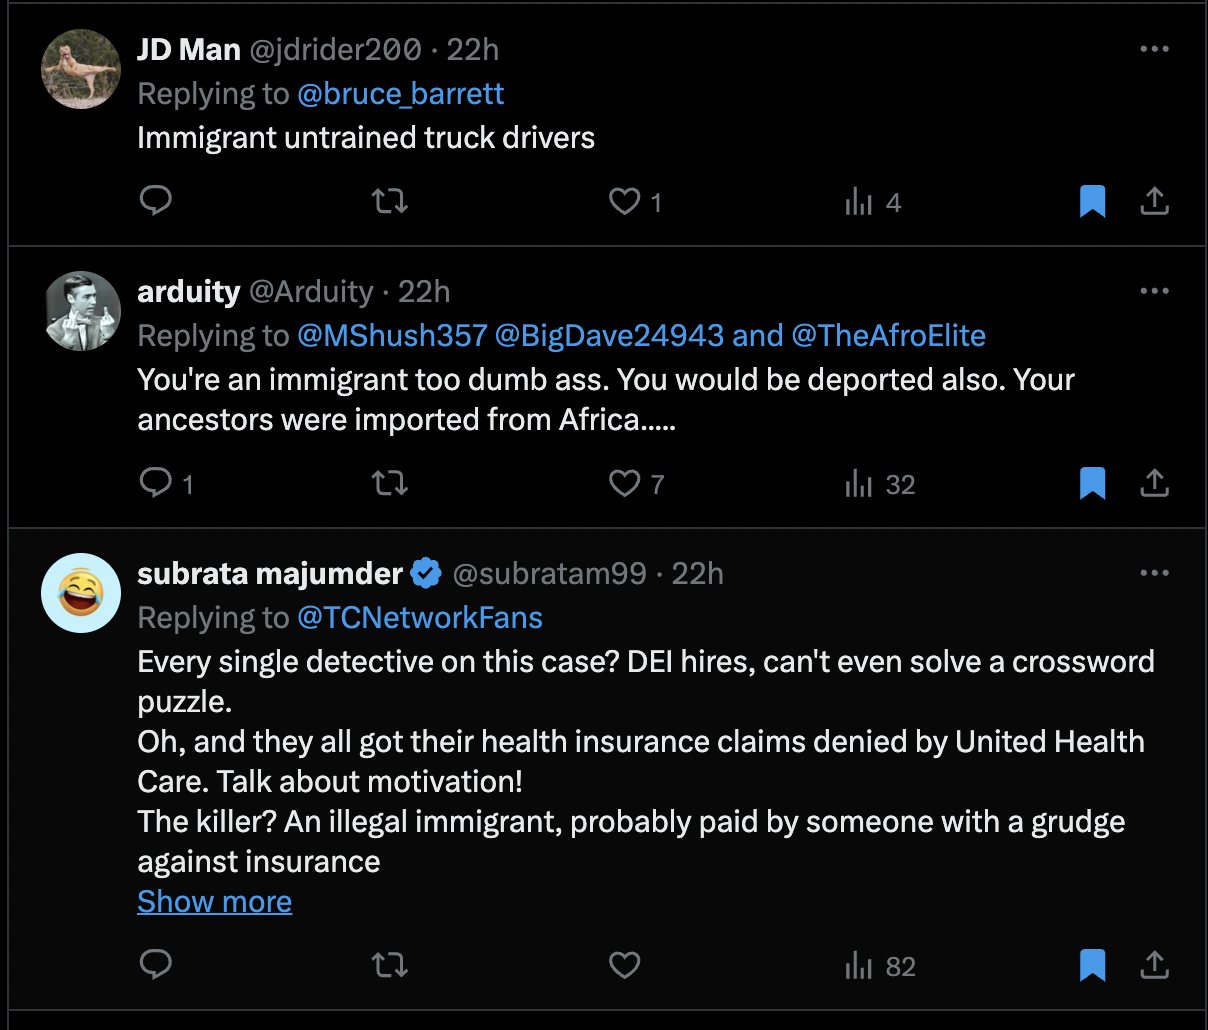 JD Man @jdrider200 · 22h
Replying to @bruce_barrett
Immigrant untrained truck drivers
1 4
arduity @Arduity · 22h
Replying to @MShush357 @BigDave24943 and @TheAfroElite
You're an immigrant too dumb ass. You would be deported also. Your
ancestors were imported from Africa.....
1 7 32
subrata majumder @subratam99 · 22h
Replying to @TCNetworkFans
Every single detective on this case? DEI hires, can't even solve a crossword
puzzle.
Oh, and they all got their health insurance claims denied by United Health
Care. Talk about motivation!
The killer? An illegal immigrant, probably paid by someone with a grudge
against insurance
Show more
82